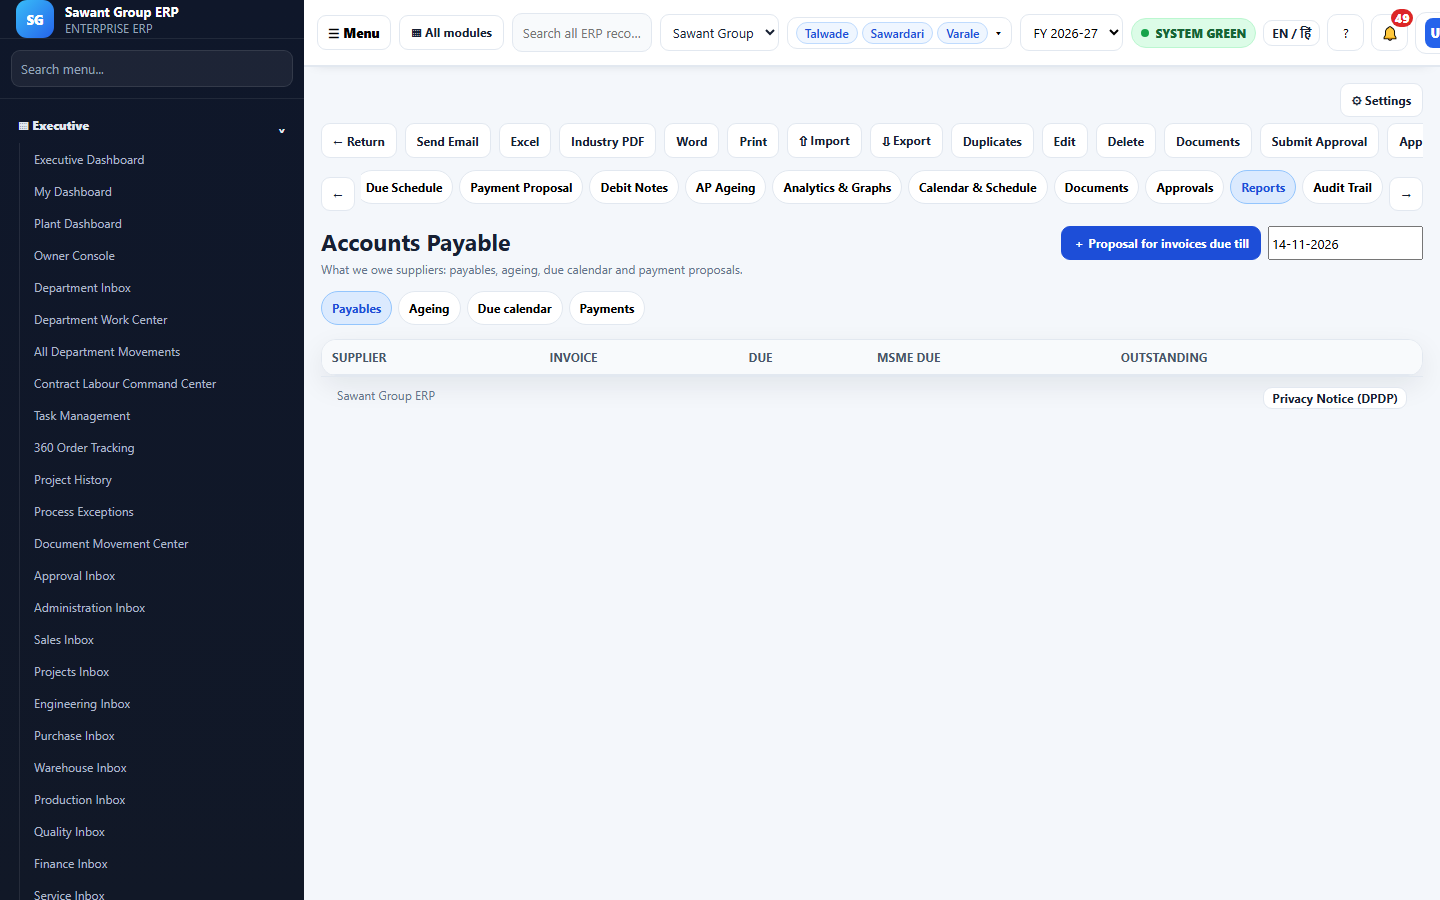 SG
Sawant Group ERP
ENTERPRISE ERP
Search menu...
Executive
Executive Dashboard
My Dashboard
Plant Dashboard
Owner Console
Department Inbox
Department Work Center
All Department Movements
Contract Labour Command Center
Task Management
360 Order Tracking
Project History
Process Exceptions
Document Movement Center
Approval Inbox
Administration Inbox
Sales Inbox
Projects Inbox
Engineering Inbox
Purchase Inbox
Warehouse Inbox
Production Inbox
Quality Inbox
Finance Inbox
Service Inbox
☰ Menu All modules Search all ERP reco... Sawant Group Talwade Sawardari Varale FY 2026-27 SYSTEM GREEN EN / हिं ? 49 U
⚙ Settings
← Return Send Email Excel Industry PDF Word Print ⇧ Import ⇩ Export Duplicates Edit Delete Documents Submit Approval App
← Due Schedule Payment Proposal Debit Notes AP Ageing Analytics & Graphs Calendar & Schedule Documents Approvals Reports Audit Trail →
Accounts Payable
+ Proposal for invoices due till 14-11-2026
What we owe suppliers: payables, ageing, due calendar and payment proposals.
Payables Ageing Due calendar Payments
SUPPLIER INVOICE DUE MSME DUE OUTSTANDING
Sawant Group ERP
Privacy Notice (DPDP)